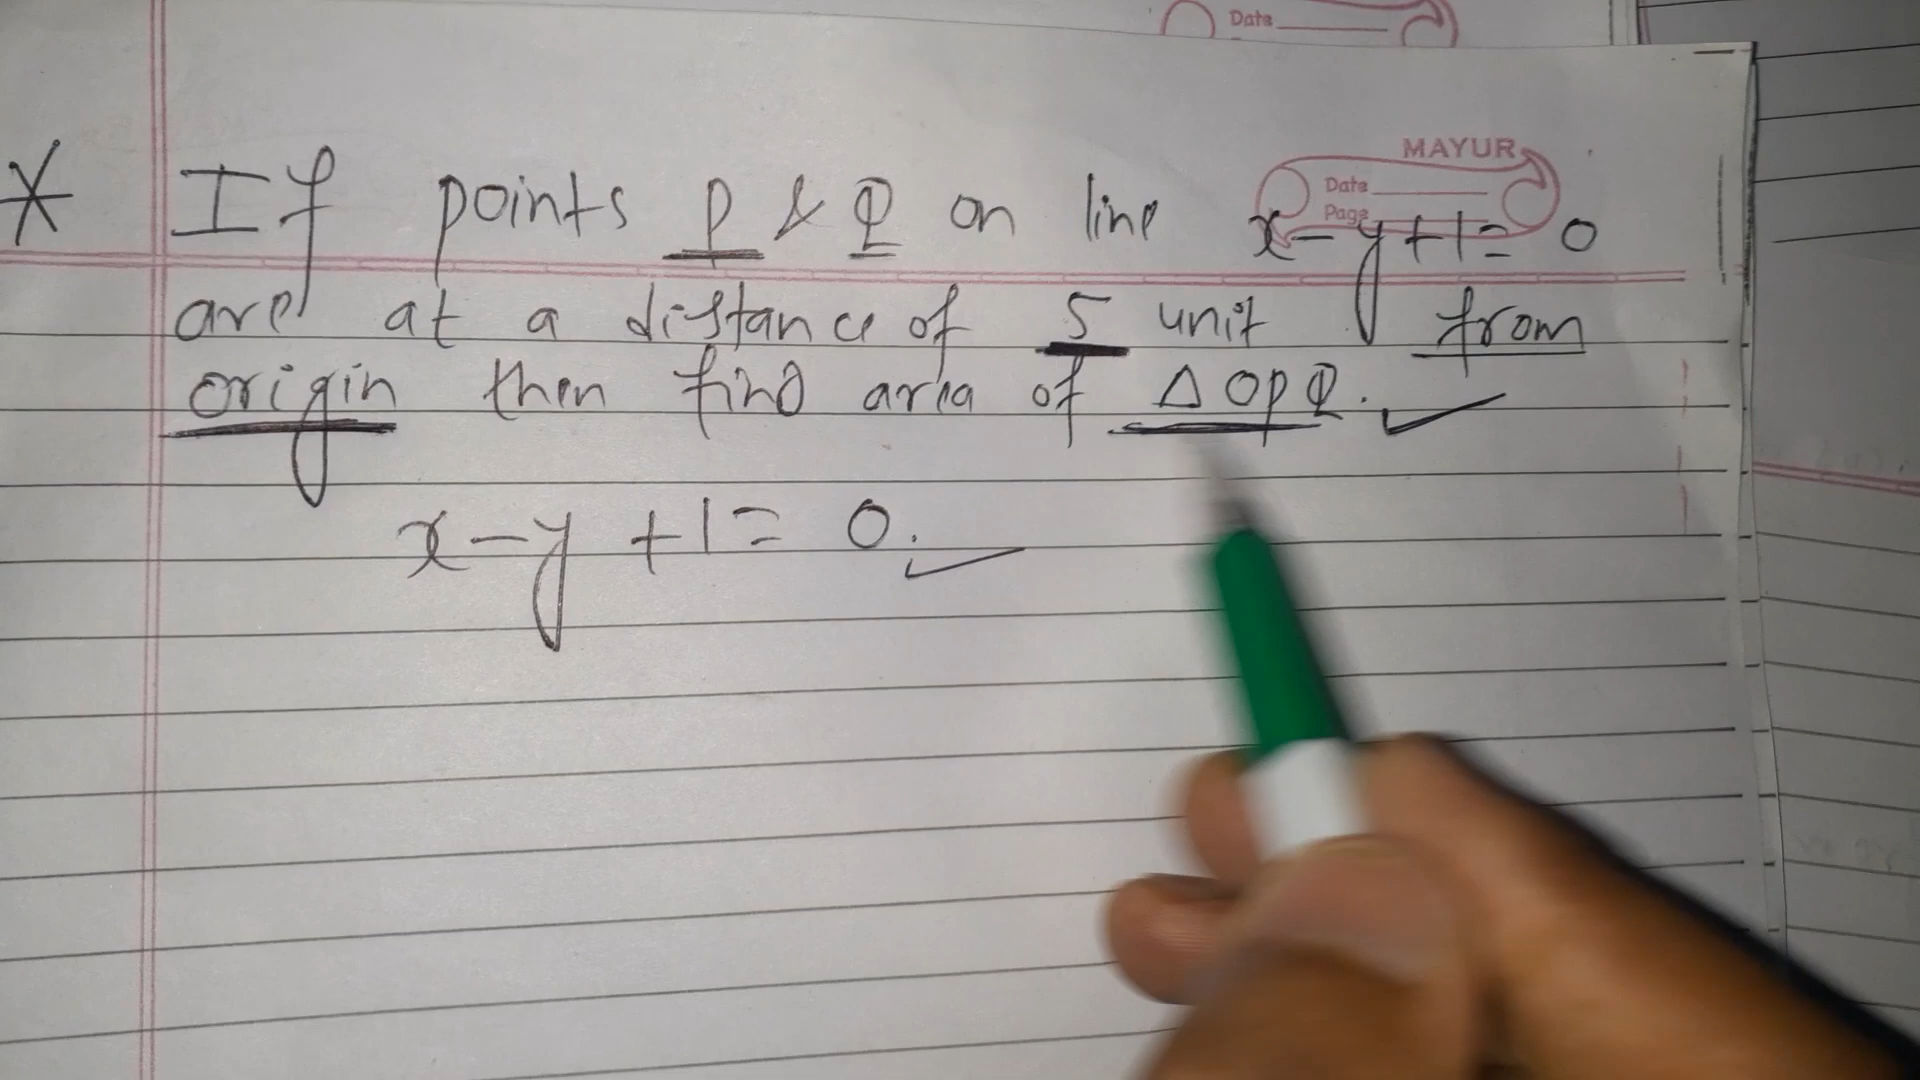 Date
MAYUR
Date
Page
* If points P & Q on line x-y+1=0
are at a distance of 5 unit from
origin then find area of Δ OPQ.
x-y+1=0.